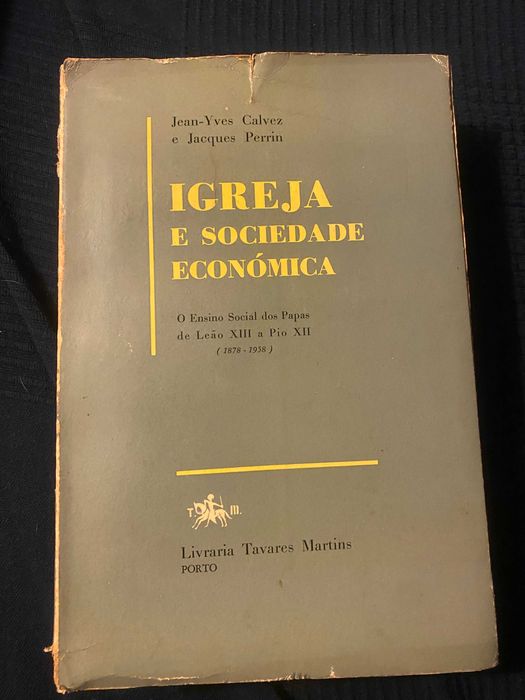 Jean-Yves Calvez
e Jacques Perrin
IGREJA
E SOCIEDADE
ECONÓMICA
O Ensino Social dos Papas
de Leão XIII a Pio XII
( 1878 - 1958 )
T. M.
Livraria Tavares Martins
PORTO